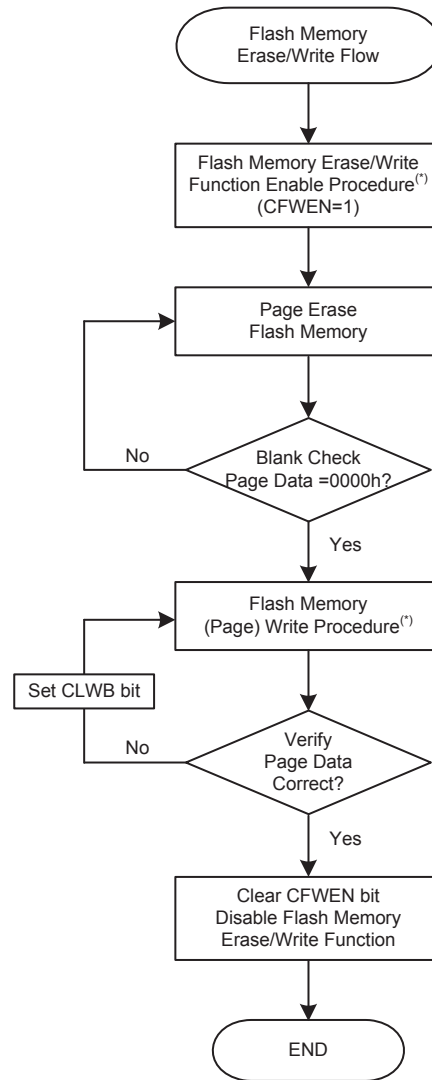 Flash Memory
Erase/Write Flow
Flash Memory Erase/Write
Function Enable Procedure(*)
(CFWEN=1)
Page Erase
Flash Memory
No
Blank Check
Page Data =0000h?
Yes
Flash Memory
(Page) Write Procedure(*)
Set CLWB bit
No
Verify
Page Data
Correct?
Yes
Clear CFWEN bit
Disable Flash Memory
Erase/Write Function
END